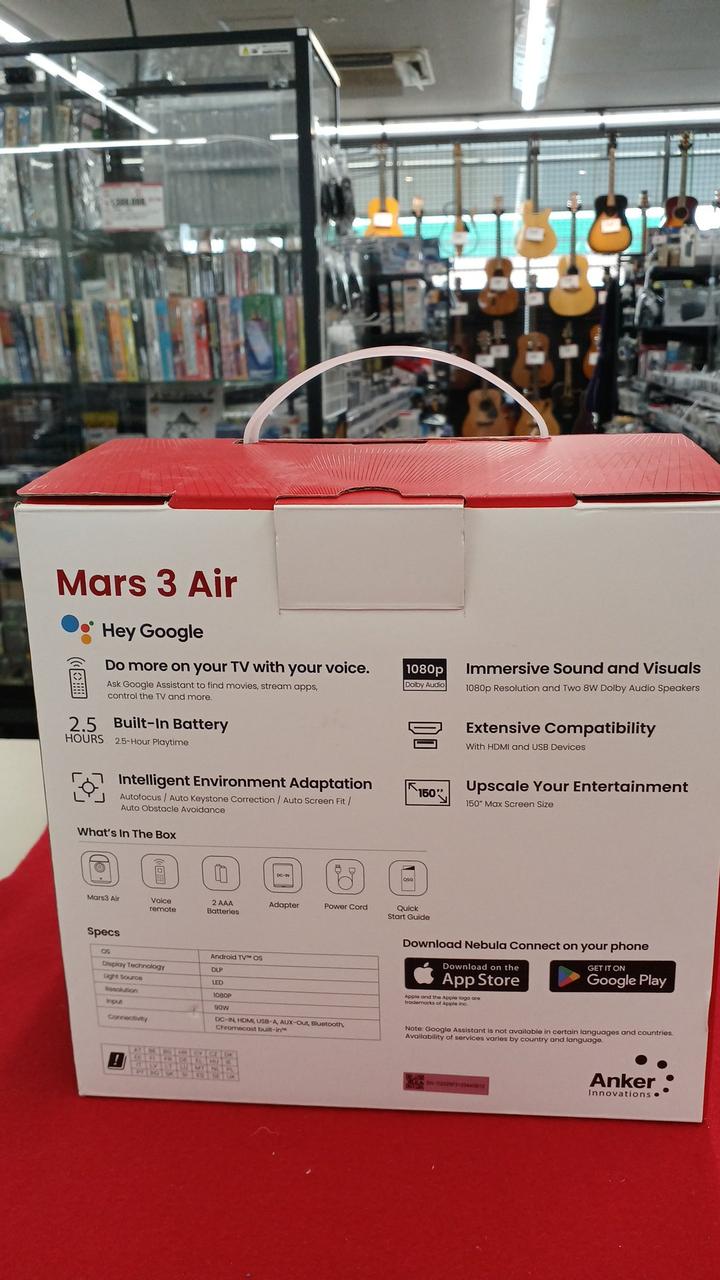 Mars 3 Air
Hey Google
Do more on your TV with your voice.
Ask Google Assistant to find movies, stream apps,
control the TV and more.
2.5
HOURS
Built-In Battery
2.5-Hour Playtime
Intelligent Environment Adaptation
Autofocus / Auto Keystone Correction / Auto Screen Fit /
Auto Obstacle Avoidance
1080p
Dolby Audio
Immersive Sound and Visuals
1080p Resolution and Two 8W Dolby Audio Speakers
Extensive Compatibility
With HDMI and USB Devices
150"
Upscale Your Entertainment
150" Max Screen Size
What's In The Box
DC-IN
QSG
Mars3 Air
Voice
remote
2 AAA
Batteries
Adapter
Power Cord
Quick
Start Guide
Specs
OS Android TV™ OS
Display Technology DLP
Light Source LED
Resolution 1080P
Input 90W
Connectivity DC-IN, HDMI, USB-A, AUX-Out, Bluetooth,
Chromecast built-in™
Download Nebula Connect on your phone
Download on the
App Store
GET IT ON
Google Play
Apple and the Apple logo are
trademarks of Apple Inc.
Note: Google Assistant is not available in certain languages and countries.
Availability of services varies by country and language.
Anker
Innovations